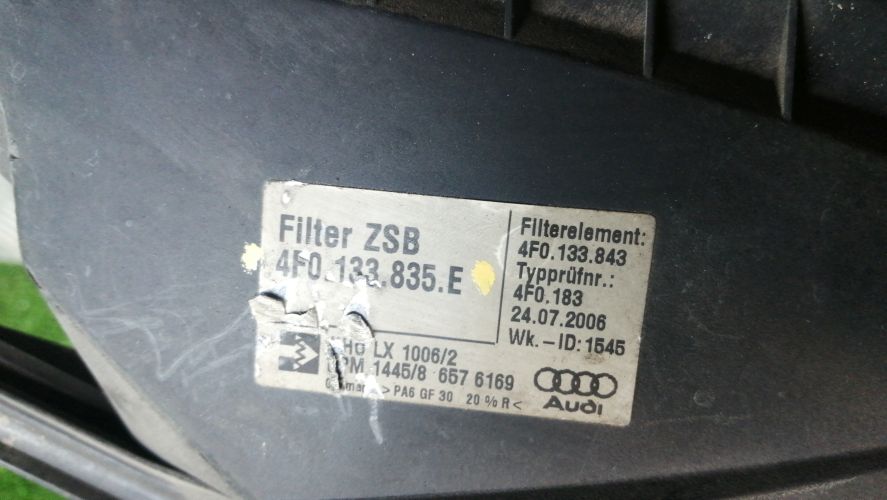 Filter ZSB
4F0.133.835.E
LX 1006/2
1445/8 657 6169
>PA6 GF 30 20 % R<
Filterelement:
4F0.133.843
Typprüfnr.:
4F0.183
24.07.2006
Wk.-ID:1545
Audi